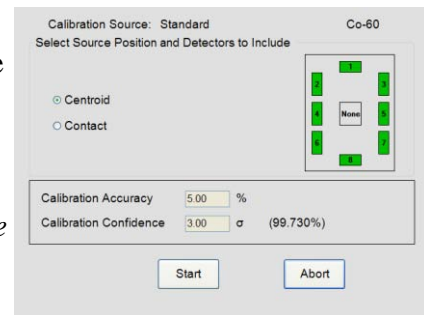 Calibration Source: Standard Co-60
Select Source Position and Detectors to Include
1
2 3
Centroid
4 None 5
Contact
6 7
8
Calibration Accuracy 5.00 %
Calibration Confidence 3.00 σ (99.730%)
Start Abort
e
e